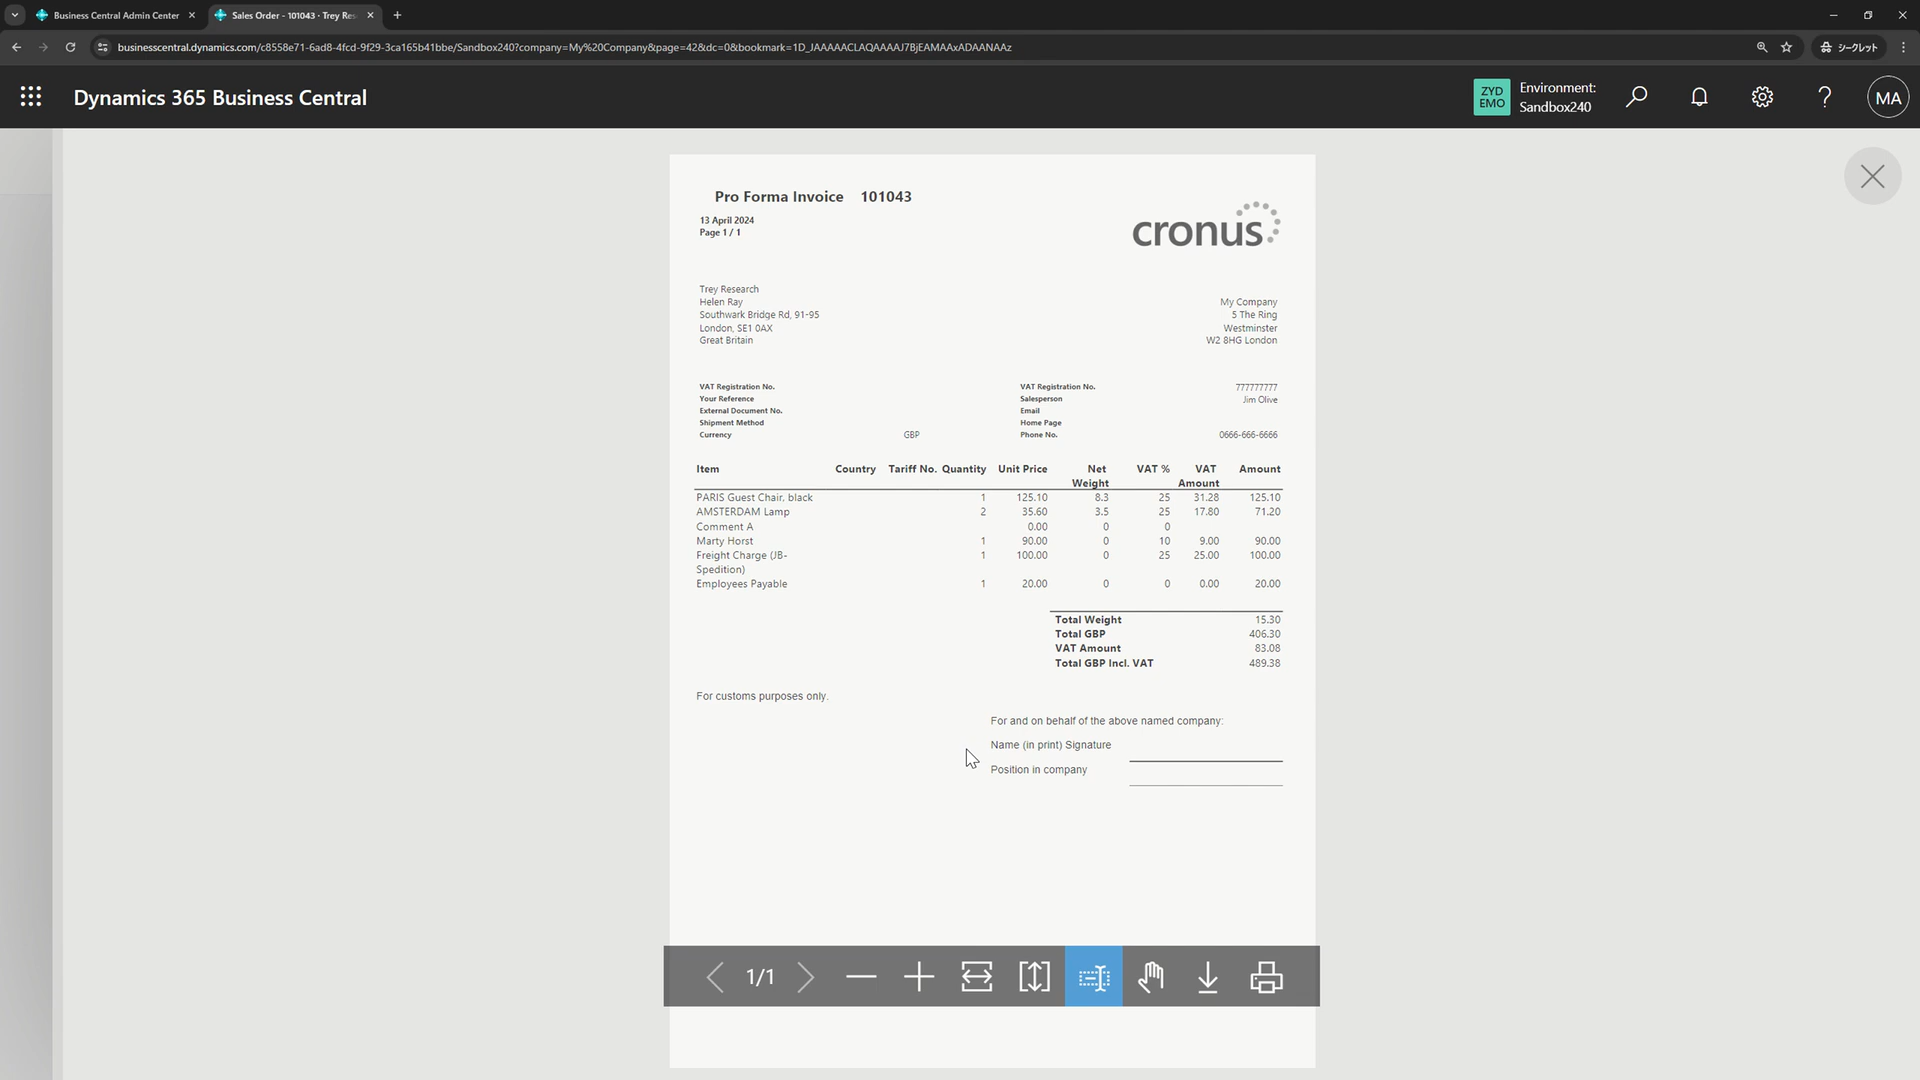 Business Central Admin Center
Sales Order - 101043 · Trey Res
businesscentral.dynamics.com/c8558e71-6ad8-4fcd-9f29-3ca165b41bbe/Sandbox240?company=My%20Company&page=42&dc=0&bookmark=1D_JAAAAACLAQAAAAJ7BjEAMAAxADAANAAz
シークレット
Dynamics 365 Business Central
ZYD
EMO
Environment:
Sandbox240
MA
Pro Forma Invoice 101043
13 April 2024
Page 1 / 1
cronus
Trey Research
Helen Ray
Southwark Bridge Rd, 91-95
London, SE1 0AX
Great Britain
My Company
5 The Ring
Westminster
W2 8HG London
VAT Registration No.
Your Reference
External Document No.
Shipment Method
Currency GBP
VAT Registration No. 777777777
Salesperson Jim Olive
Email
Home Page
Phone No. 0666-666-6666
Item Country Tariff No. Quantity Unit Price Net Weight VAT % VAT Amount Amount
PARIS Guest Chair, black 1 125.10 8.3 25 31.28 125.10
AMSTERDAM Lamp 2 35.60 3.5 25 17.80 71.20
Comment A 0.00 0 0
Marty Horst 1 90.00 0 10 9.00 90.00
Freight Charge (JB- 1 100.00 0 25 25.00 100.00
Spedition)
Employees Payable 1 20.00 0 0 0.00 20.00
Total Weight 15.30
Total GBP 406.30
VAT Amount 83.08
Total GBP Incl. VAT 489.38
For customs purposes only.
For and on behalf of the above named company:
Name (in print) Signature
Position in company
1/1